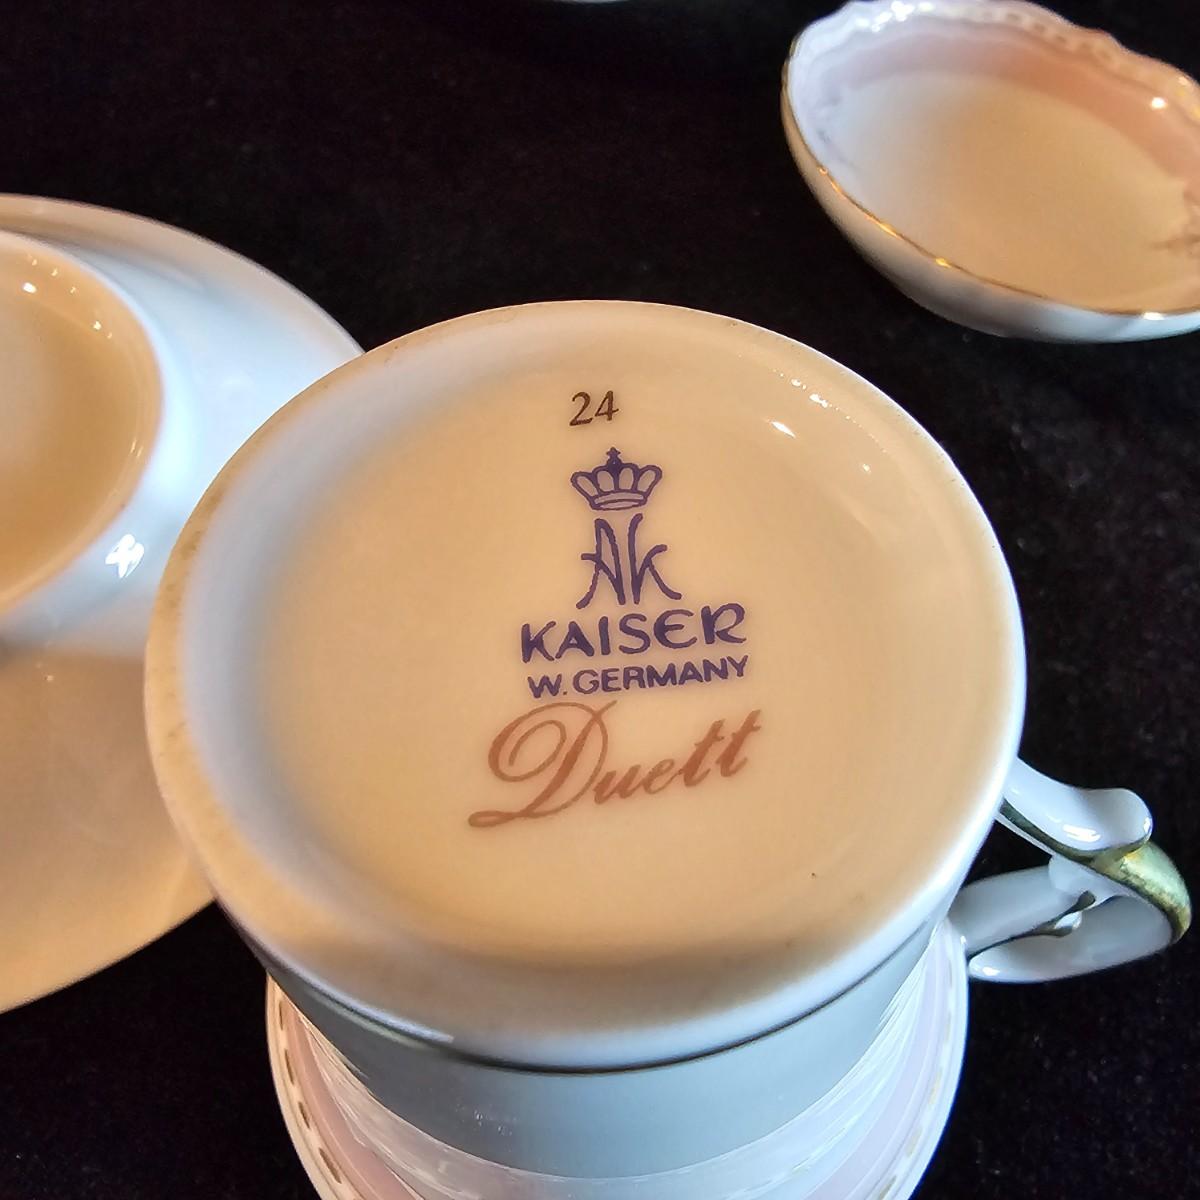 24
AK
KAISER
W. GERMANY
Duett